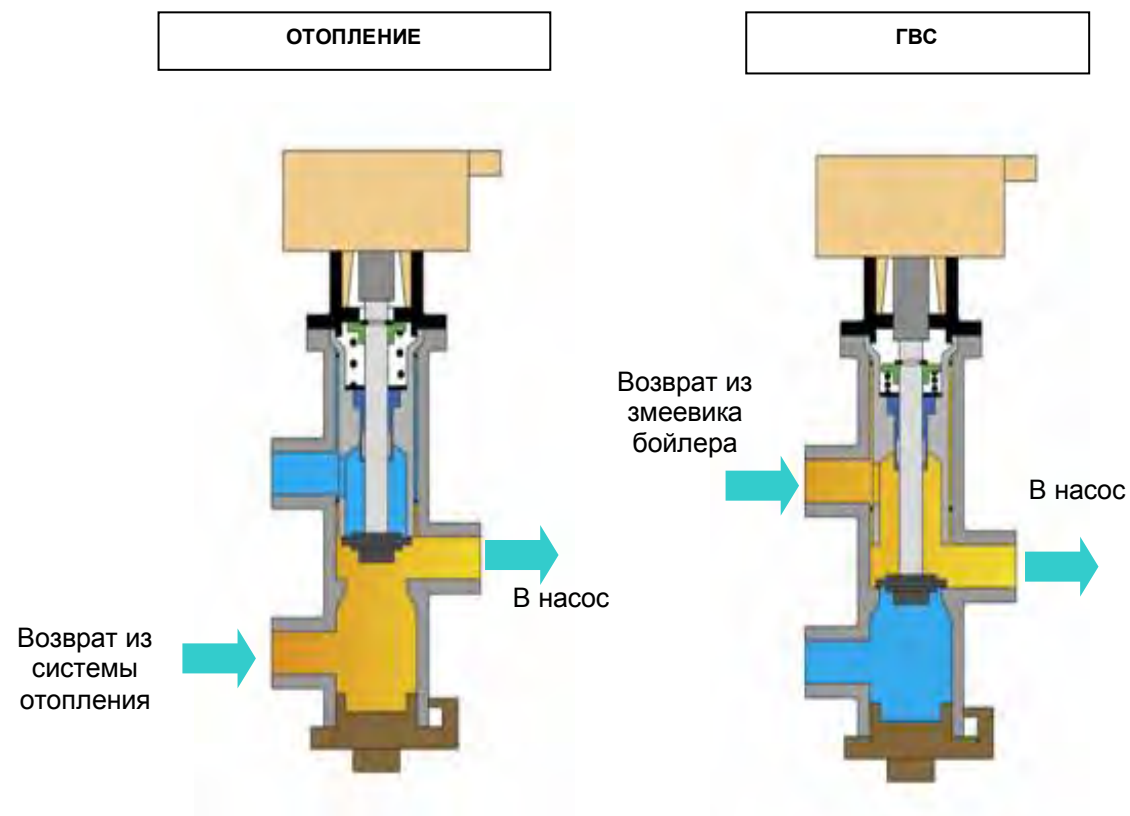 ОТОПЛЕНИЕ
ГВС
Возврат из
змеевика
бойлера
В насос
В насос
Возврат из
системы
отопления